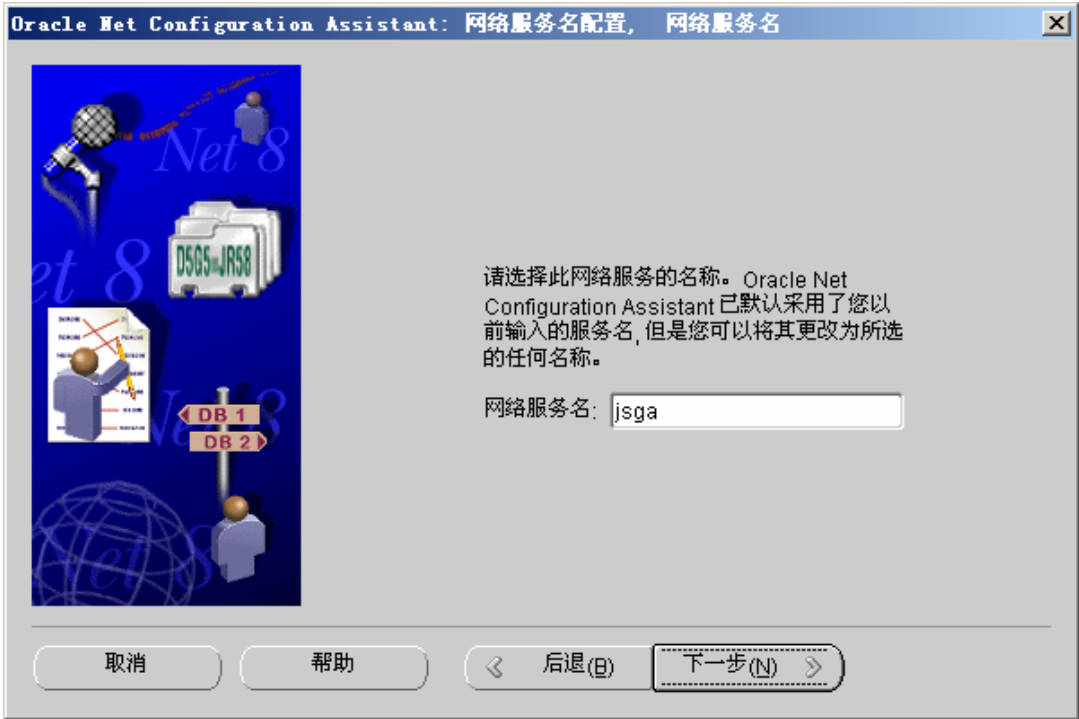 Oracle Net Configuration Assistant: 网络服务名配置, 网络服务名
Net 8
D5G5 JR58
et 8
DB 1
DB 2
Net 8
请选择此网络服务的名称。Oracle Net
Configuration Assistant 已默认采用了您以
前输入的服务名,但是您可以将其更改为所选
的任何名称。
网络服务名: jsga
取消
帮助
后退(B)
下一步(N)